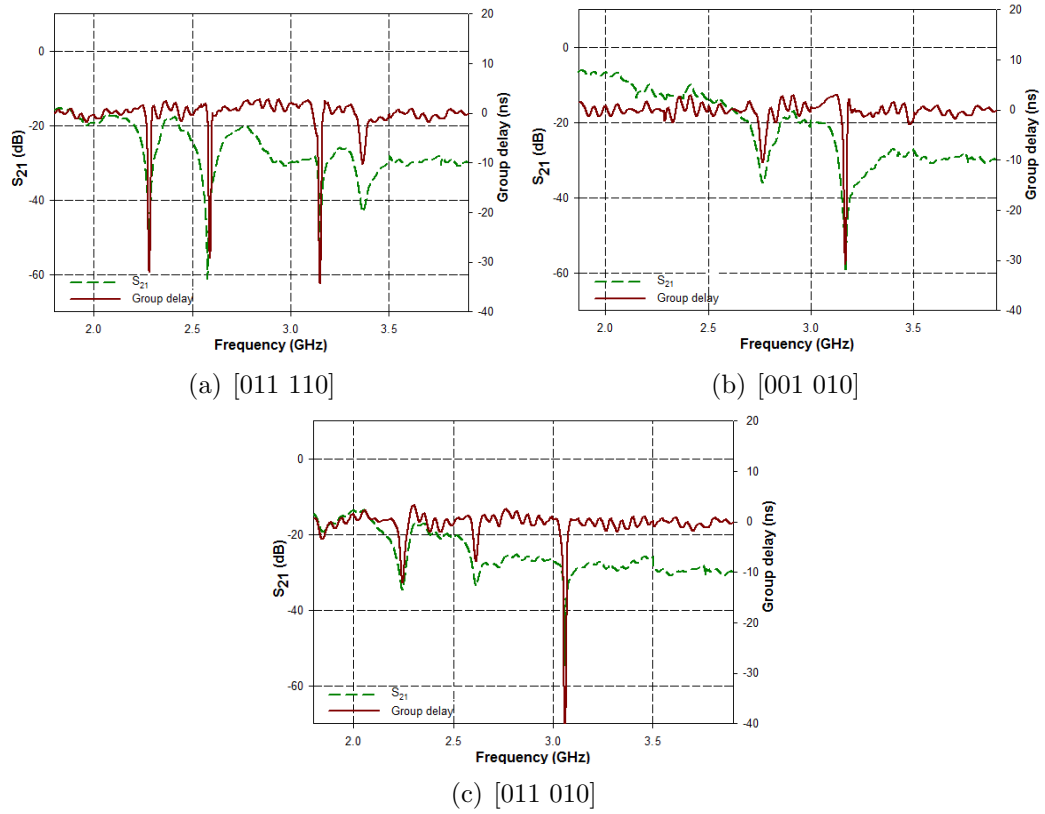 20
10
0
-10
-20
-30
-40
0
-20
-40
-60
2.0
2.5
3.0
3.5
S21 (dB)
Group delay (ns)
Frequency (GHz)
S21
Group delay
(a) [011 110]
20
10
0
-10
-20
-30
-40
0
-20
-40
-60
2.0
2.5
3.0
3.5
S21 (dB)
Group delay (ns)
Frequency (GHz)
S21
Group delay
(b) [001 010]
20
10
0
-10
-20
-30
-40
0
-20
-40
-60
2.0
2.5
3.0
3.5
S21 (dB)
Group delay (ns)
Frequency (GHz)
S21
Group delay
(c) [011 010]